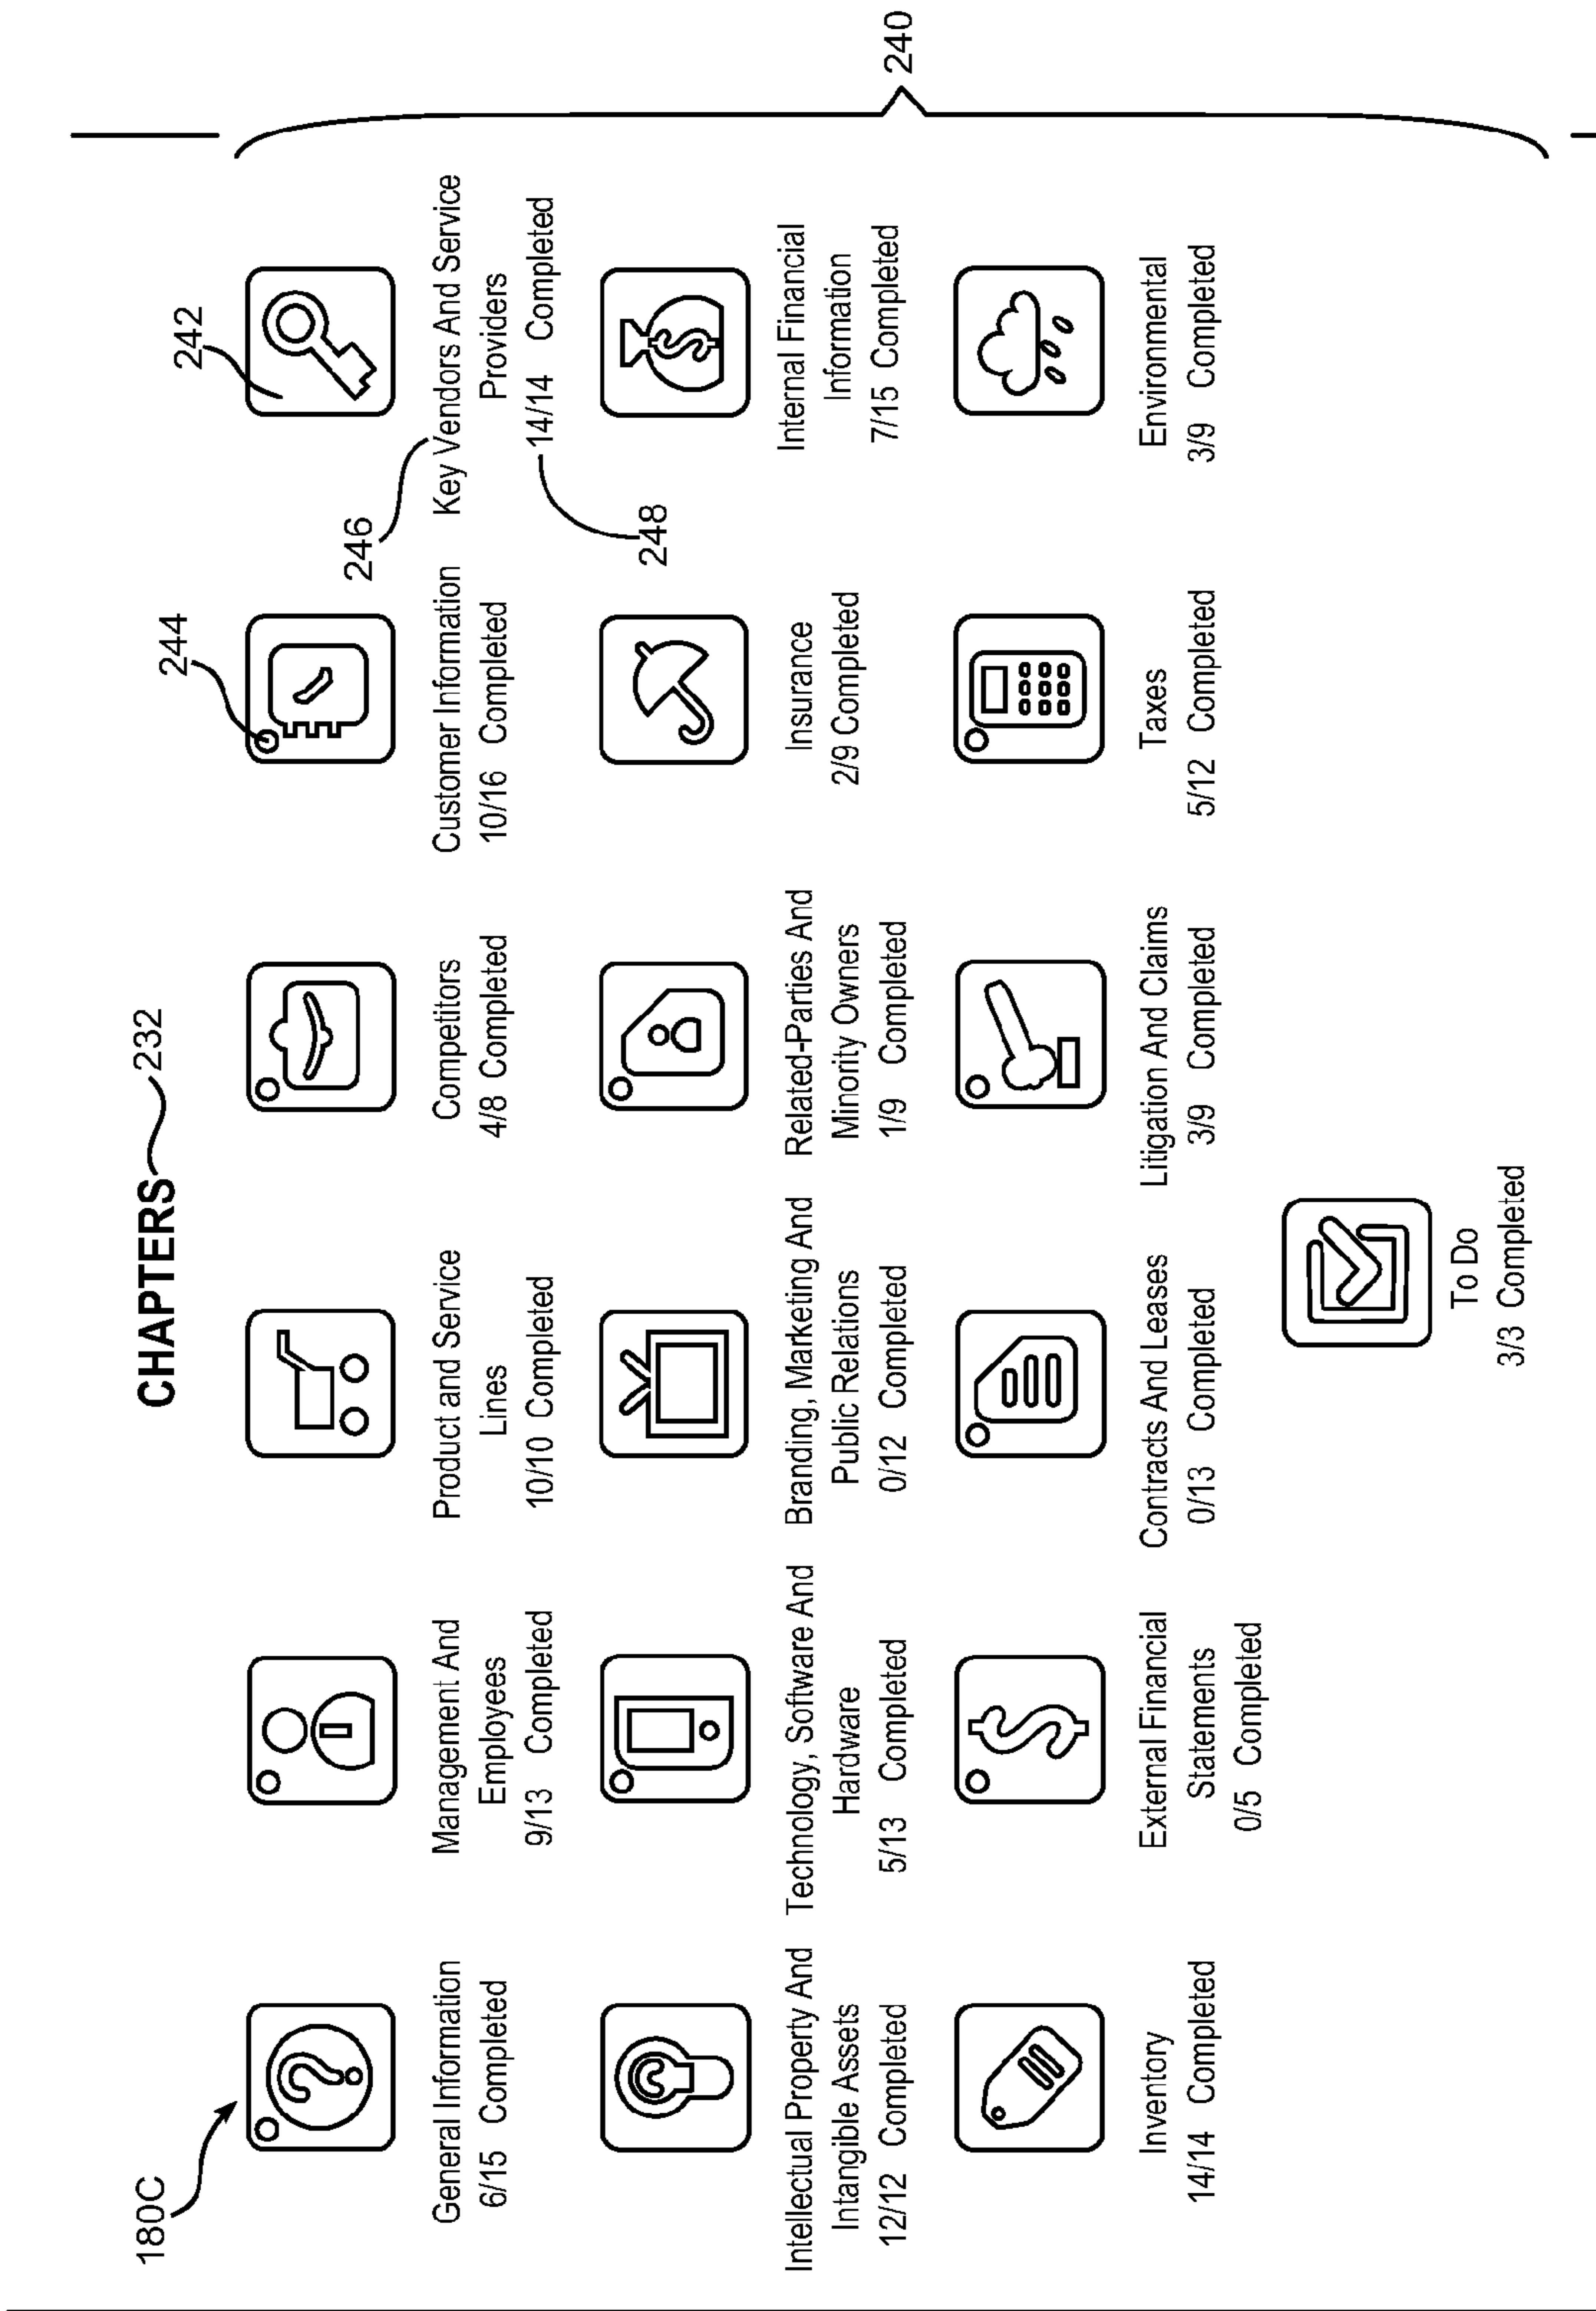 180C
CHAPTERS
232
244
242
General Information
6/15 Completed
Management And
Employees
9/13 Completed
Product and Service
Lines
10/10 Completed
Competitors
4/8 Completed
Customer Information
10/16 Completed
246
Key Vendors And Service
Providers
14/14 Completed
248
240
Intellectual Property And
Intangible Assets
12/12 Completed
Technology, Software And
Hardware
5/13 Completed
Branding, Marketing And
Public Relations
0/12 Completed
Related-Parties And
Minority Owners
1/9 Completed
Insurance
2/9 Completed
Internal Financial
Information
7/15 Completed
Inventory
14/14 Completed
External Financial
Statements
0/5 Completed
Contracts And Leases
0/13 Completed
Litigation And Claims
3/9 Completed
Taxes
5/12 Completed
Environmental
3/9 Completed
To Do
3/3 Completed